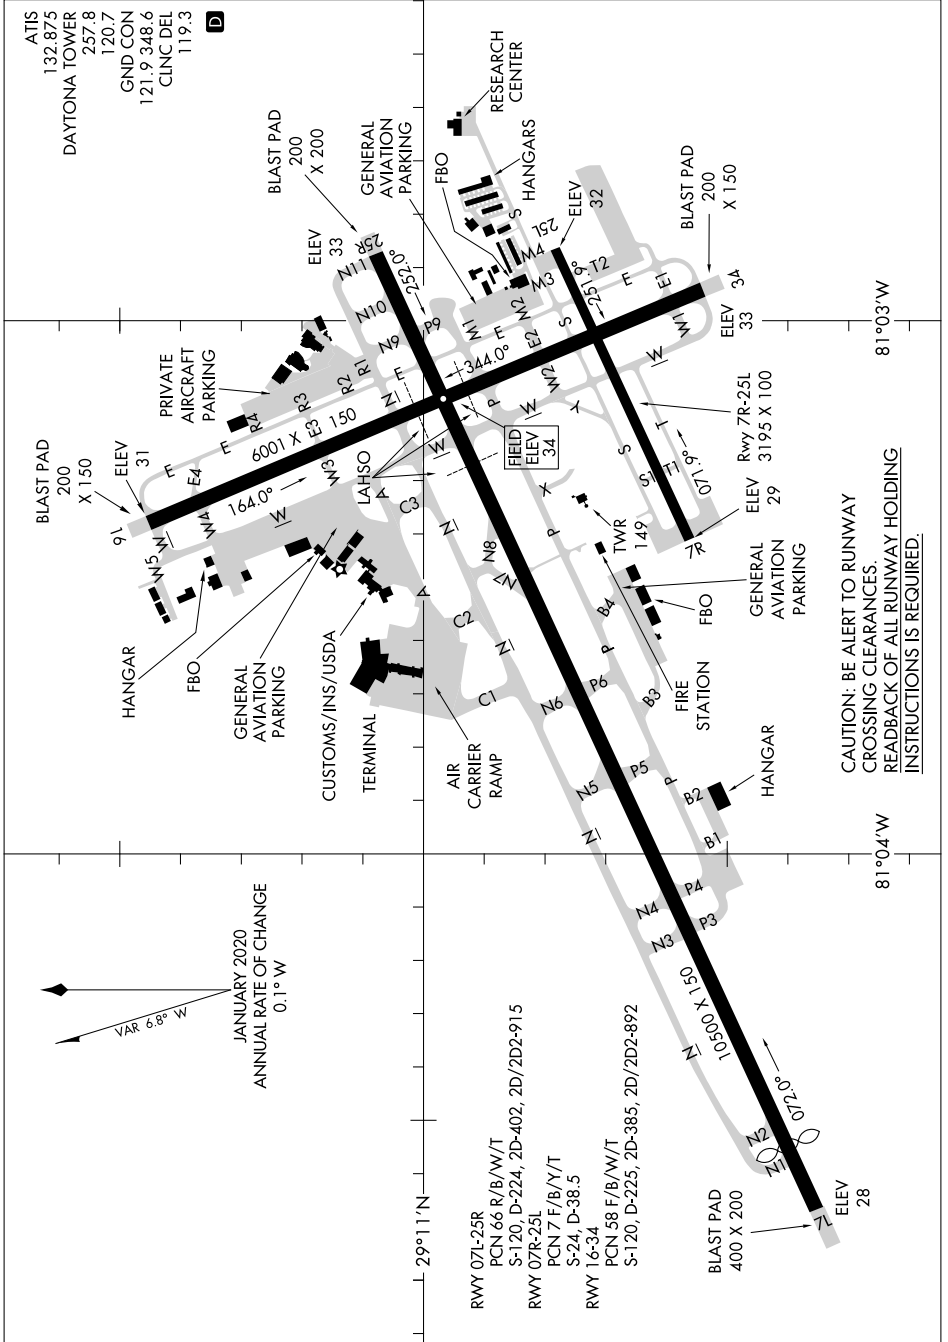 ATIS
132.875
DAYTONA TOWER
257.8
120.7
GND CON
121.9 348.6
CLNC DEL
119.3
D
RESEARCH
CENTER
HANGARS
BLAST PAD
200
X 200
GENERAL
AVIATION
PARKING
FBO
ELEV
33
25R
252.0°
N11
N10
N9
P9
S
25L
ELEV
32
BLAST PAD
200
X 150
M4
M3
M2
M1
T2
E
E1
251.9°
34
ELEV
33
W1
W
81°03'W
PRIVATE
AIRCRAFT
PARKING
R4
R3
R2
R1
E
E
E3
E
E4
E
E2
S
344.0°
W2
W
P
Y
BLAST PAD
200
X 150
ELEV
31
16
6001 X 150
164.0°
W5
W
W4
W
W3
W
N
LAHSO
FIELD
ELEV
34
Rwy 7R-25L
3195 X 100
S
T
S1
T1
071.9°
7R
ELEV
29
A
C3
N
X
P
TWR
149
HANGAR
FBO
GENERAL
AVIATION
PARKING
CUSTOMS/INS/USDA
TERMINAL
AIR
CARRIER
RAMP
A
C2
C1
N8
N7
N
N6
P6
P
B4
B3
FIRE
STATION
FBO
GENERAL
AVIATION
PARKING
N5
N
P5
P
B2
B1
HANGAR
CAUTION: BE ALERT TO RUNWAY
CROSSING CLEARANCES.
READBACK OF ALL RUNWAY HOLDING
INSTRUCTIONS IS REQUIRED.
81°04'W
N4
P4
N3
P3
10500 X 150
N
072.0°
N2
N1
7L
BLAST PAD
400 X 200
ELEV
28
VAR 6.8° W
JANUARY 2020
ANNUAL RATE OF CHANGE
0.1° W
29°11'N
RWY 07L-25R
PCN 66 R/B/W/T
S-120, D-224, 2D-402, 2D/2D2-915
RWY 07R-25L
PCN 7 F/B/Y/T
S-24, D-38.5
RWY 16-34
PCN 58 F/B/W/T
S-120, D-225, 2D-385, 2D/2D2-892